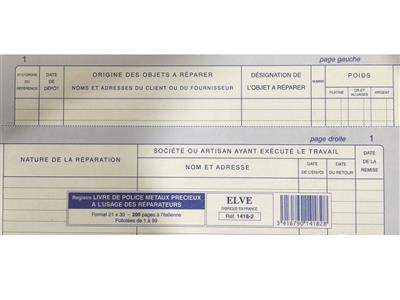 1
page gauche
N° D'ORDRE OU RÉFÉRENCE
DATE DE DÉPÔT
ORIGINE DES OBJETS A RÉPARER
NOMS ET ADRESSES DU CLIENT OU DU FOURNISSEUR
DÉSIGNATION DE L'OBJET A RÉPARER
NOMBRE
POIDS
PLATINE
OR ET ALLIAGES
ARGENT
page droite
1
NATURE DE LA RÉPARATION
SOCIÉTÉ OU ARTISAN AYANT EXÉCUTÉ LE TRAVAIL
NOM ET ADRESSE
DATE DE L'ENVOI
DATE DU RETOUR
DATE DE LA REMISE
Registre LIVRE DE POLICE METAUX PRECIEUX
A L'USAGE DES RÉPARATEURS
Format 21 x 30 - 200 pages à l'italienne
Foliotées de 1 à 99
ELVE
FABRIQUÉ EN FRANCE
Réf. 1418-2
3 416790 141828